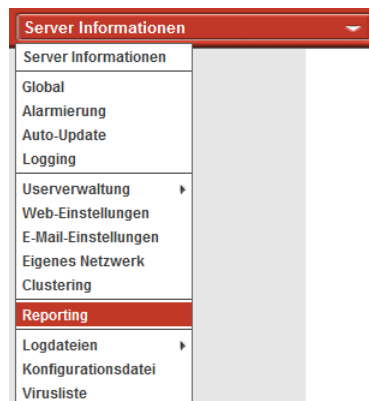 Server Informationen
Server Informationen
Global
Alarmierung
Auto-Update
Logging
Userverwaltung
Web-Einstellungen
E-Mail-Einstellungen
Eigenes Netzwerk
Clustering
Reporting
Logdateien
Konfigurationsdatei
Virusliste